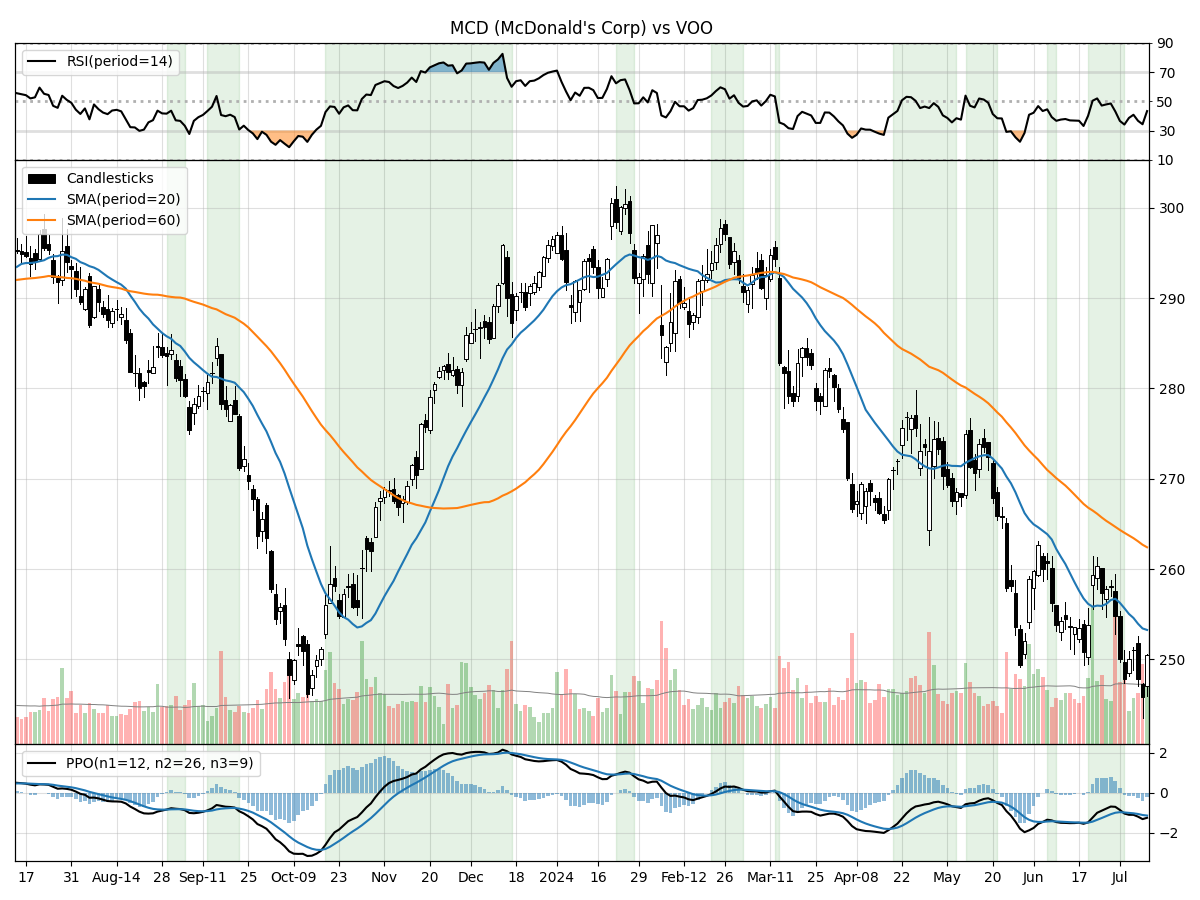 MCD (McDonald's Corp) vs VOO
RSI(period=14)
90
70
50
30
10
Candlesticks
SMA(period=20)
SMA(period=60)
300
290
280
270
260
250
PPO(n1=12, n2=26, n3=9)
2
0
−2
17 31 Aug-14 28 Sep-11 25 Oct-09 23 Nov 20 Dec 18 2024 16 29 Feb-12 26 Mar-11 25 Apr-08 22 May 20 Jun 17 Jul